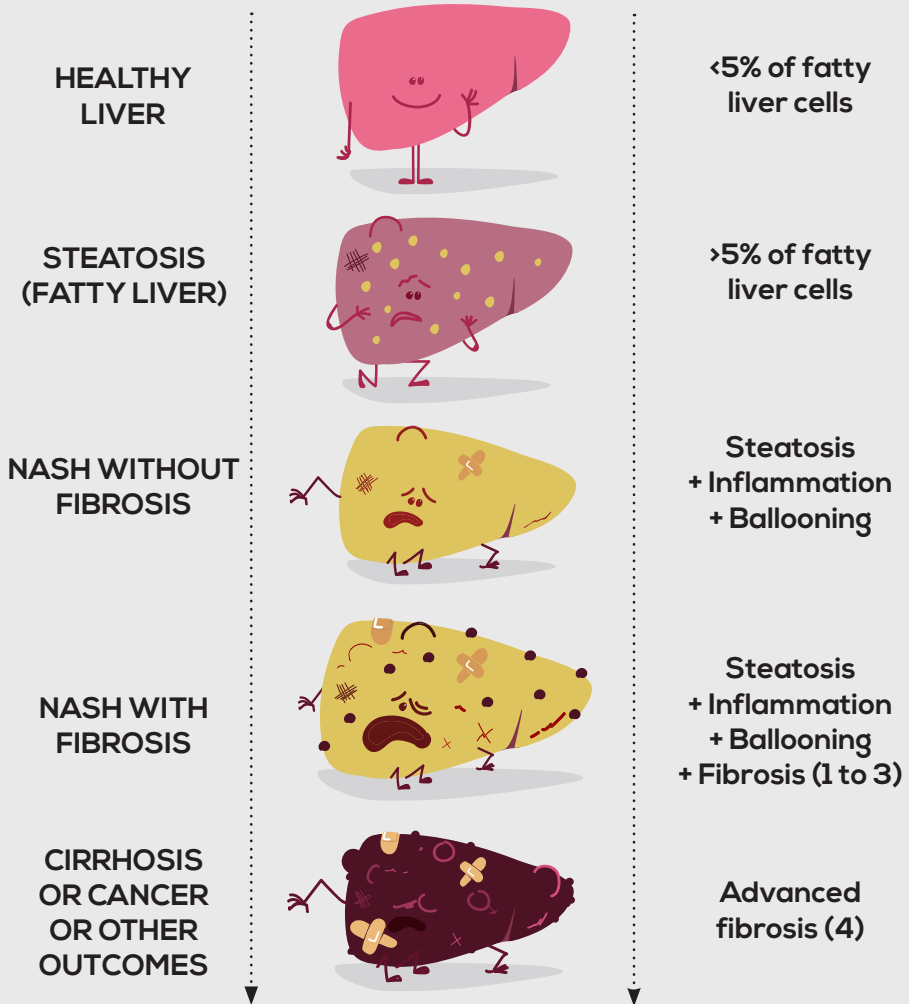 HEALTHY
LIVER
<5% of fatty
liver cells
STEATOSIS
(FATTY LIVER)
>5% of fatty
liver cells
NASH WITHOUT
FIBROSIS
Steatosis
+ Inflammation
+ Ballooning
NASH WITH
FIBROSIS
Steatosis
+ Inflammation
+ Ballooning
+ Fibrosis (1 to 3)
CIRRHOSIS
OR CANCER
OR OTHER
OUTCOMES
Advanced
fibrosis (4)